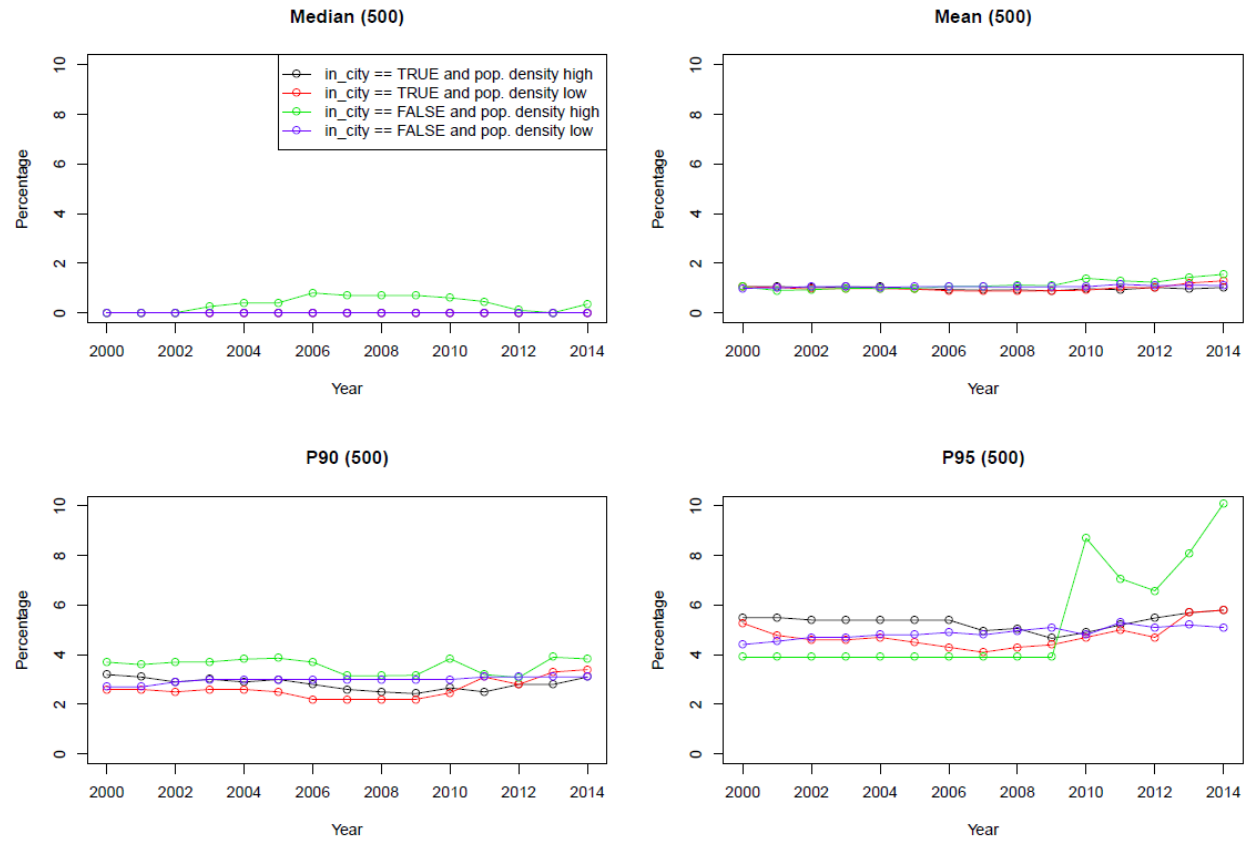 Median (500)
Percentage
10
8
6
4
2
0
in_city == TRUE and pop. density high
in_city == TRUE and pop. density low
in_city == FALSE and pop. density high
in_city == FALSE and pop. density low
2000 2002 2004 2006 2008 2010 2012 2014
Year
Mean (500)
Percentage
10
8
6
4
2
0
2000 2002 2004 2006 2008 2010 2012 2014
Year
P90 (500)
Percentage
10
8
6
4
2
0
2000 2002 2004 2006 2008 2010 2012 2014
Year
P95 (500)
Percentage
10
8
6
4
2
0
2000 2002 2004 2006 2008 2010 2012 2014
Year